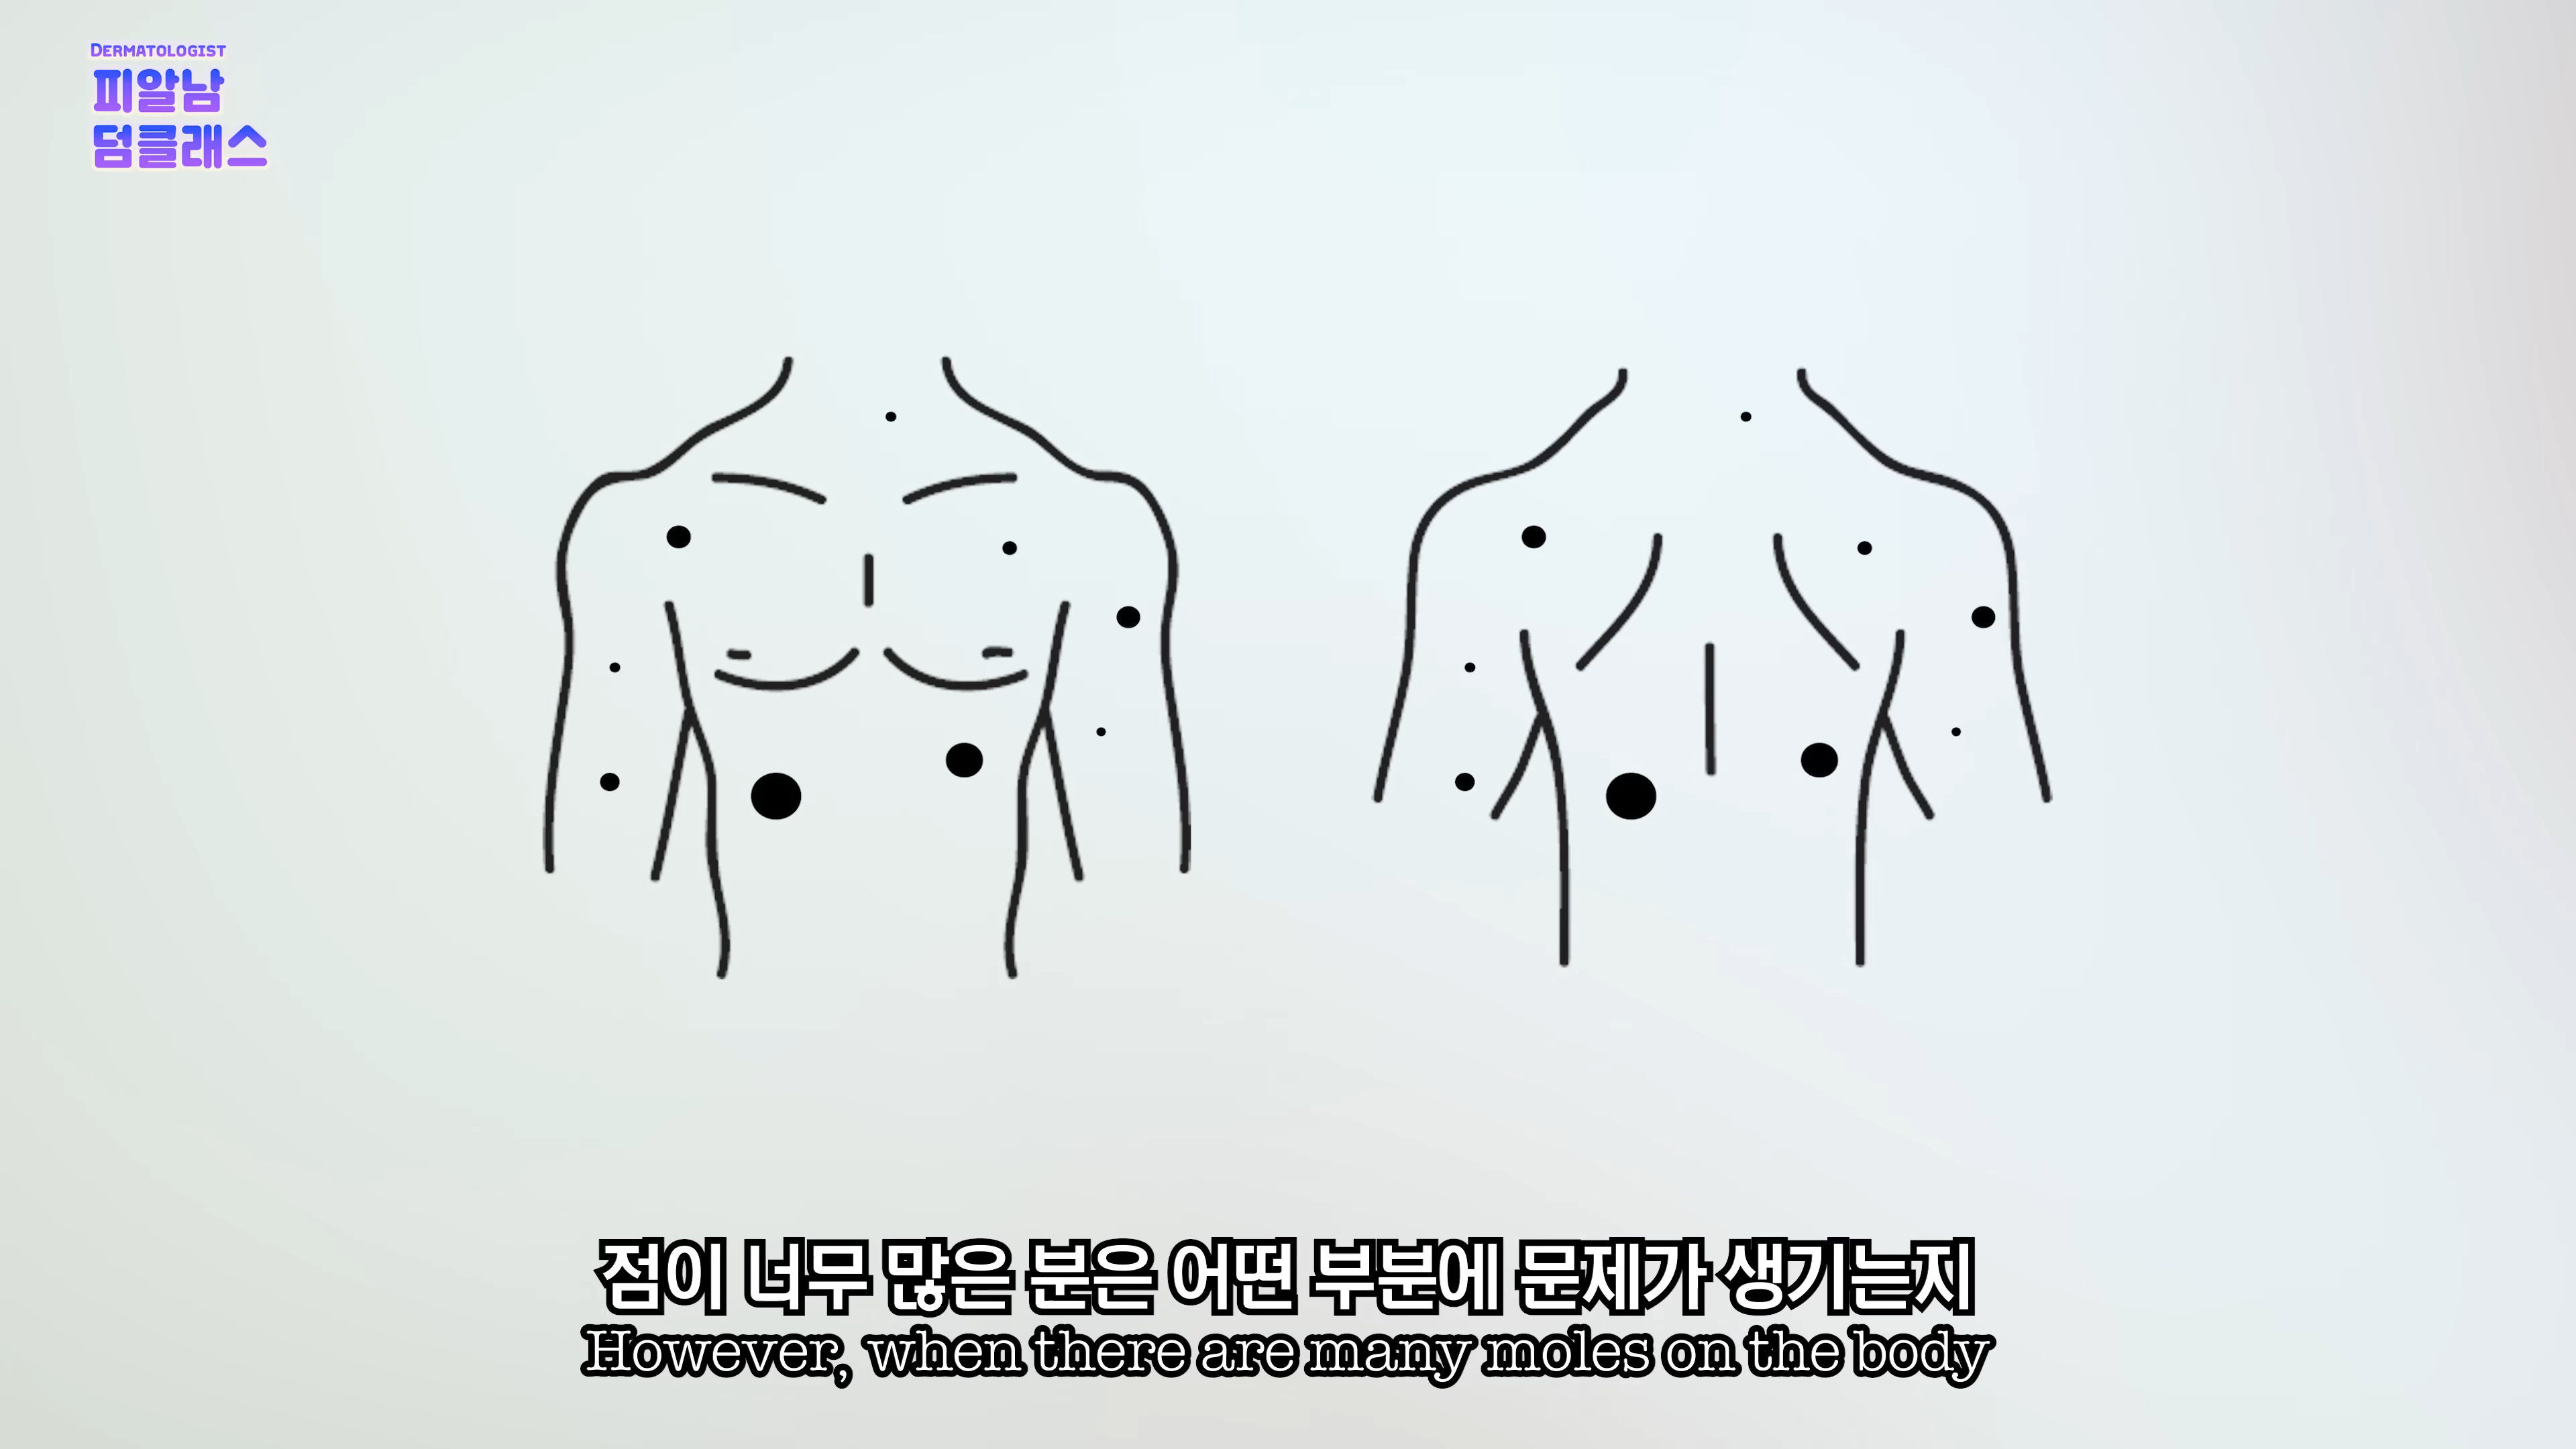 DERMATOLOGIST
피알남
덤클래스
점이 너무 많은 분은 어떤 부분에 문제가 생기는지
However, when there are many moles on the body